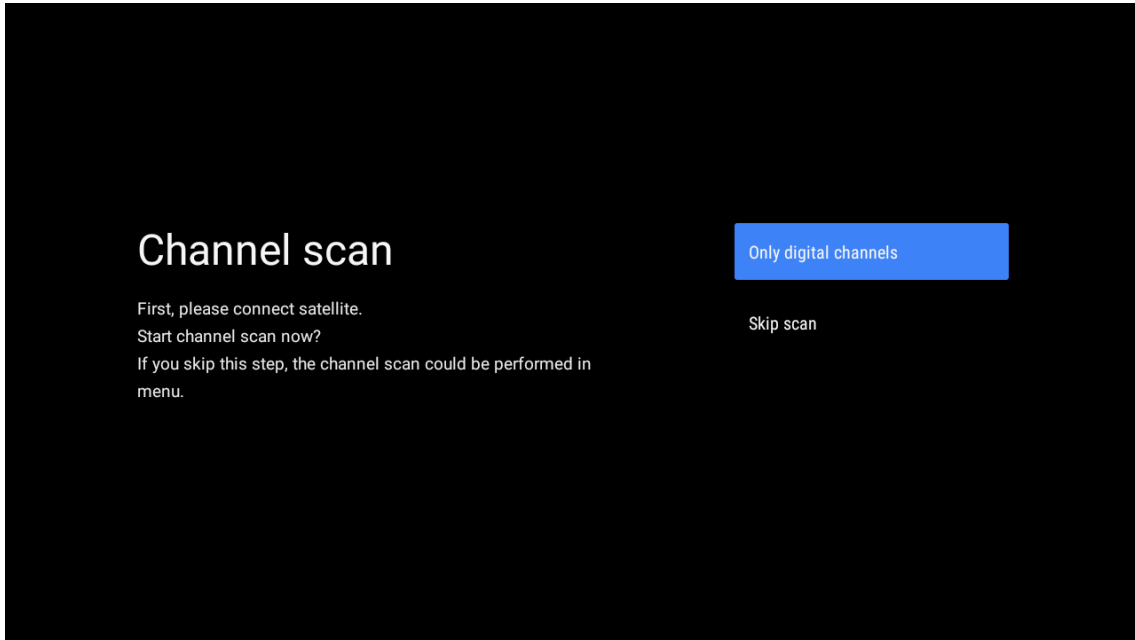 Channel scan
First, please connect satellite.
Start channel scan now?
If you skip this step, the channel scan could be performed in
menu.
Only digital channels
Skip scan